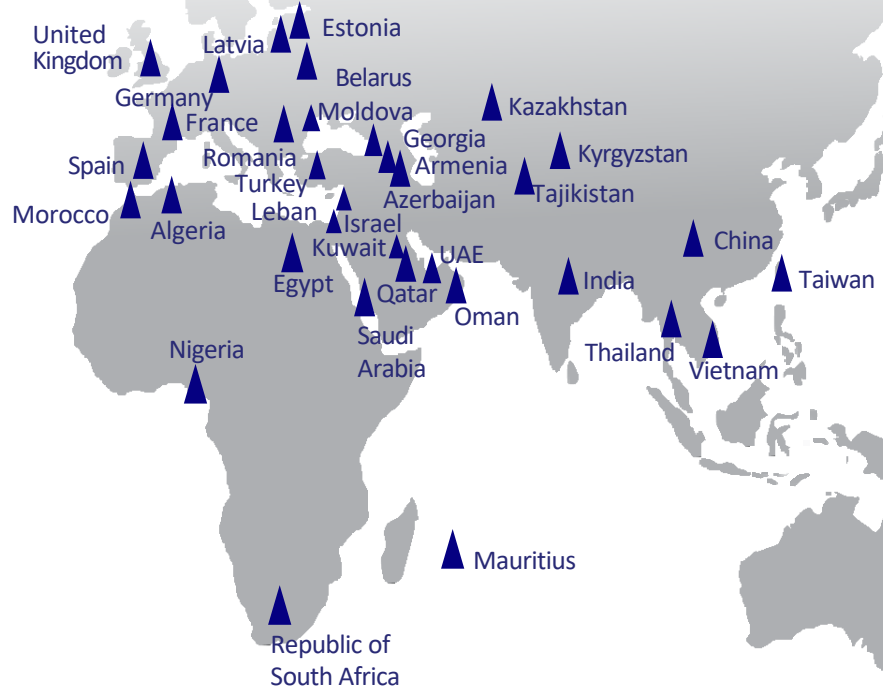 United
Kingdom
Latvia
Estonia
Belarus
Germany
France
Moldova
Kazakhstan
Spain
Romania
Georgia
Armenia
Kyrgyzstan
Turkey
Azerbaijan
Tajikistan
Morocco
Algeria
Leban
Israel
Kuwait
UAE
China
Egypt
Qatar
Oman
India
Taiwan
Saudi
Arabia
Nigeria
Thailand
Vietnam
Mauritius
Republic of
South Africa